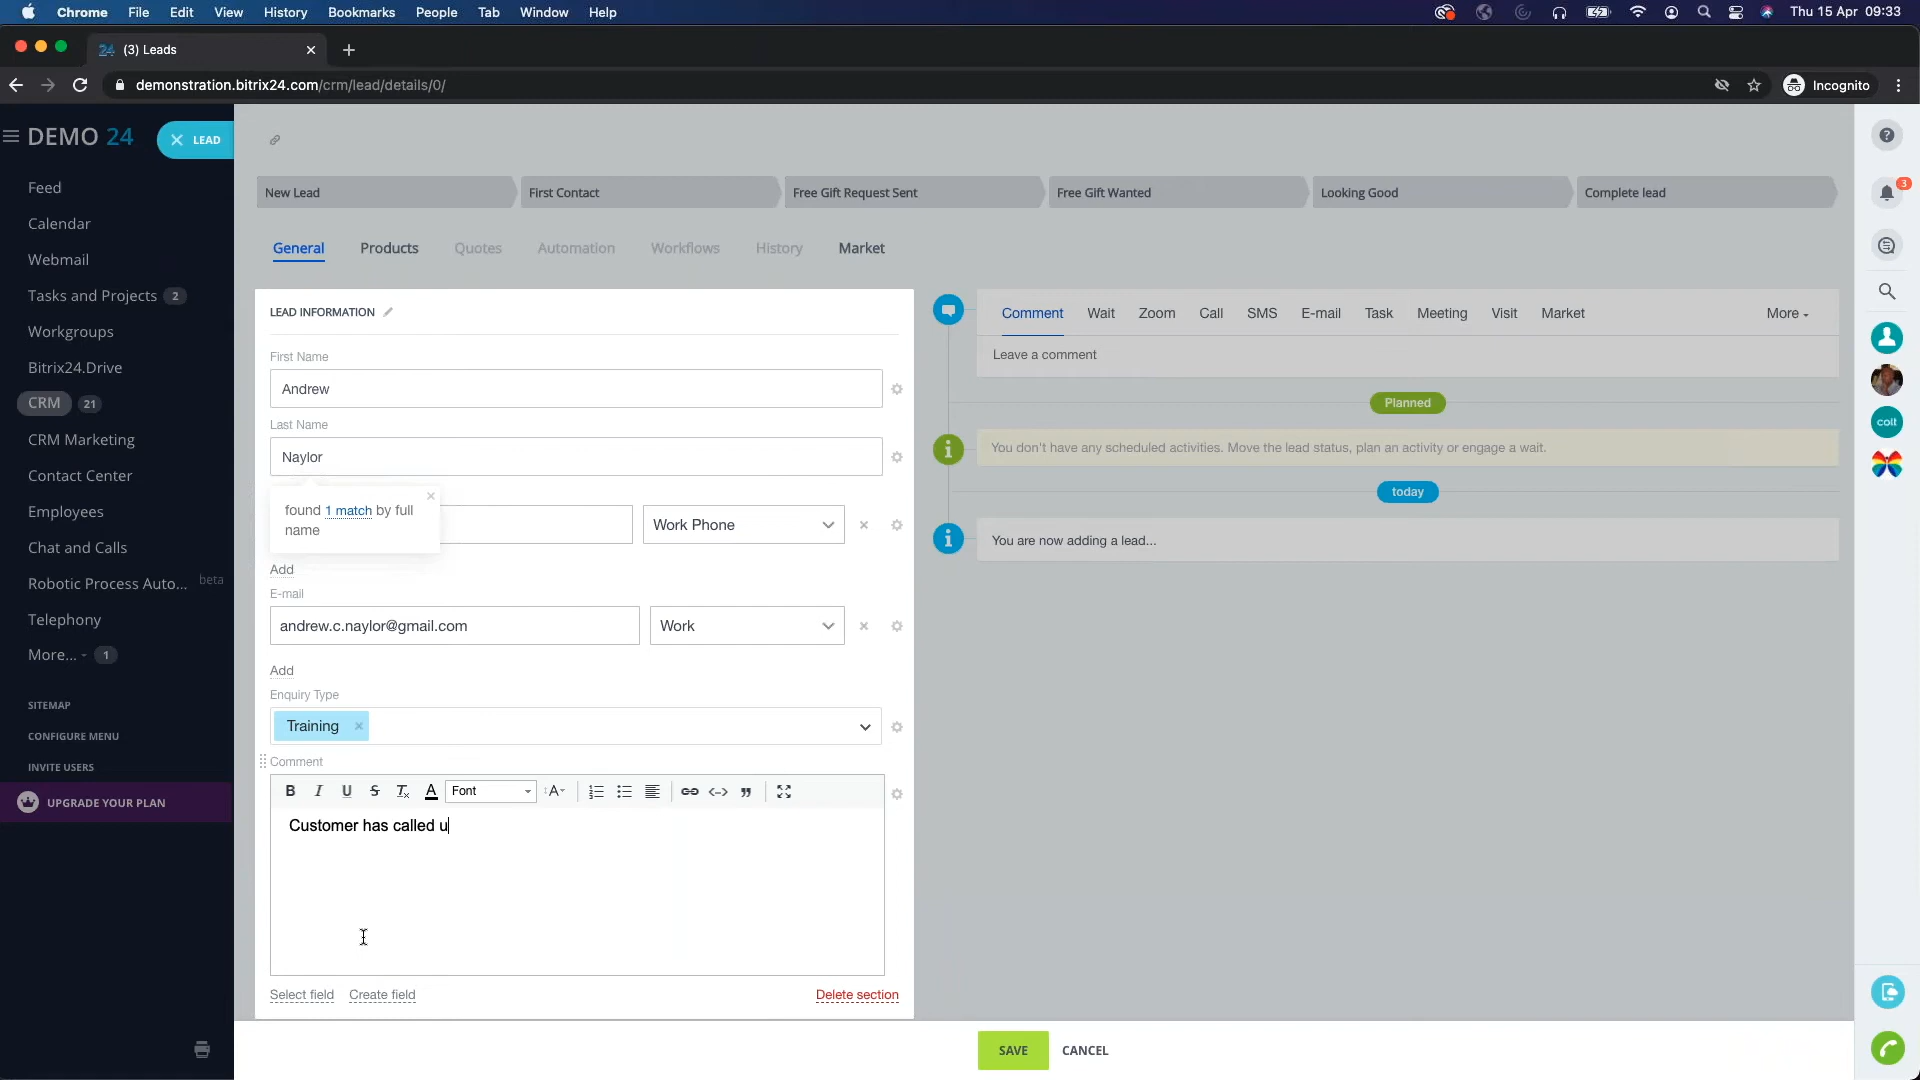 Chrome File Edit View History Bookmarks People Tab Window Help Thu 15 Apr 09:33
24 (3) Leads
demonstration.bitrix24.com/crm/lead/details/0/ Incognito
DEMO 24
LEAD
Feed
Calendar
Webmail
Tasks and Projects 2
Workgroups
Bitrix24.Drive
CRM 21
CRM Marketing
Contact Center
Employees
Chat and Calls
Robotic Process Auto... beta
Telephony
More... 1
SITEMAP
CONFIGURE MENU
INVITE USERS
UPGRADE YOUR PLAN
New Lead First Contact Free Gift Request Sent Free Gift Wanted Looking Good Complete lead
General Products Quotes Automation Workflows History Market
LEAD INFORMATION
First Name
Andrew
Last Name
Naylor
found 1 match by full
name
Work Phone
Add
E-mail
andrew.c.naylor@gmail.com Work
Add
Enquiry Type
Training
Comment
B I U S Tx A Font A
Customer has called u
Select field Create field Delete section
Comment Wait Zoom Call SMS E-mail Task Meeting Visit Market More
Leave a comment
Planned
You don't have any scheduled activities. Move the lead status, plan an activity or engage a wait.
today
You are now adding a lead...
SAVE CANCEL
3
colt